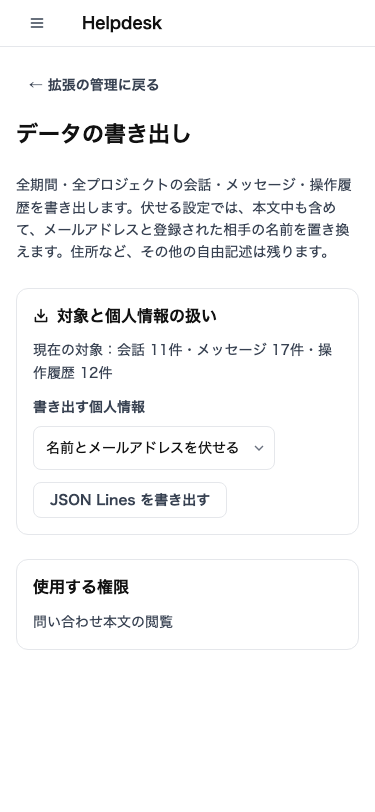 Helpdesk
← 拡張の管理に戻る
データの書き出し
全期間・全プロジェクトの会話・メッセージ・操作履
歴を書き出します。伏せる設定では、本文中も含め
て、メールアドレスと登録された相手の名前を置き換
えます。住所など、その他の自由記述は残ります。
対象と個人情報の扱い
現在の対象：会話 11件・メッセージ 17件・操
作履歴 12件
書き出す個人情報
名前とメールアドレスを伏せる
JSON Lines を書き出す
使用する権限
問い合わせ本文の閲覧